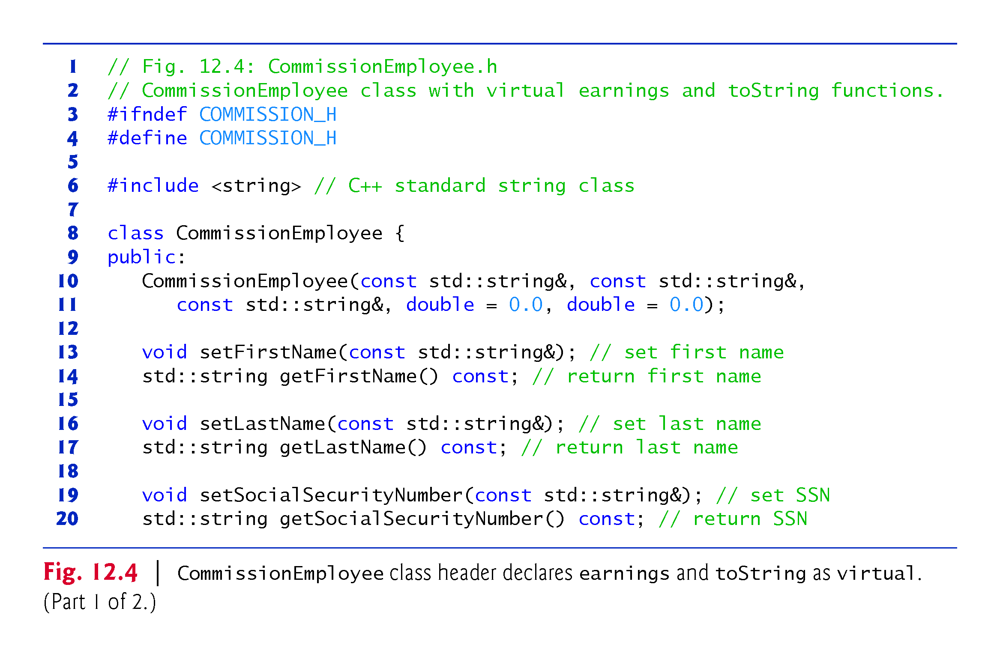 1 // Fig. 12.4: CommissionEmployee.h
2 // CommissionEmployee class with virtual earnings and toString functions.
3 #ifndef COMMISSION_H
4 #define COMMISSION_H
5
6 #include <string> // C++ standard string class
7
8 class CommissionEmployee {
9 public:
10    CommissionEmployee(const std::string&, const std::string&,
11       const std::string&, double = 0.0, double = 0.0);
12
13    void setFirstName(const std::string&); // set first name
14    std::string getFirstName() const; // return first name
15
16    void setLastName(const std::string&); // set last name
17    std::string getLastName() const; // return last name
18
19    void setSocialSecurityNumber(const std::string&); // set SSN
20    std::string getSocialSecurityNumber() const; // return SSN
Fig. 12.4 | CommissionEmployee class header declares earnings and toString as virtual.
(Part 1 of 2.)